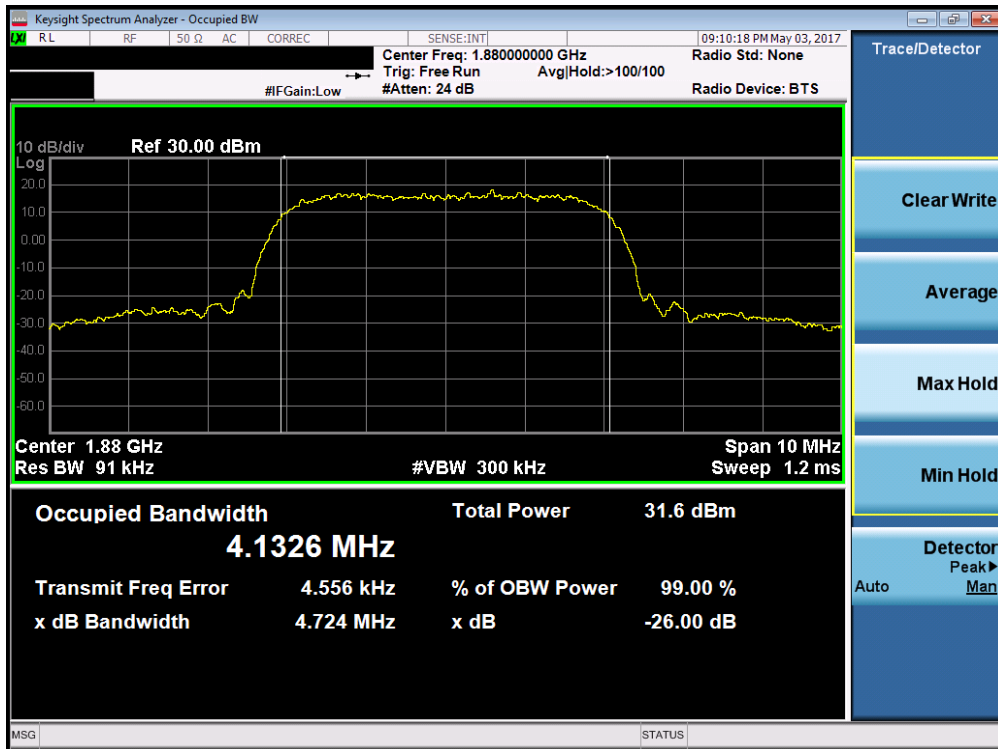 Keysight Spectrum Analyzer - Occupied BW
LXI RL RF 50 Ω AC CORREC SENSE:INT 09:10:18 PM May 03, 2017
Center Freq: 1.880000000 GHz Radio Std: None
Trig: Free Run Avg|Hold:>100/100
#IFGain:Low #Atten: 24 dB Radio Device: BTS
10 dB/div Ref 30.00 dBm
Log
20.0
10.0
0.00
-10.0
-20.0
-30.0
-40.0
-50.0
-60.0
Center 1.88 GHz Span 10 MHz
Res BW 91 kHz #VBW 300 kHz Sweep 1.2 ms
Occupied Bandwidth Total Power 31.6 dBm
4.1326 MHz
Transmit Freq Error 4.556 kHz % of OBW Power 99.00 %
x dB Bandwidth 4.724 MHz x dB -26.00 dB
MSG STATUS
Trace/Detector
Clear Write
Average
Max Hold
Min Hold
Detector
Peak▶
Auto Man